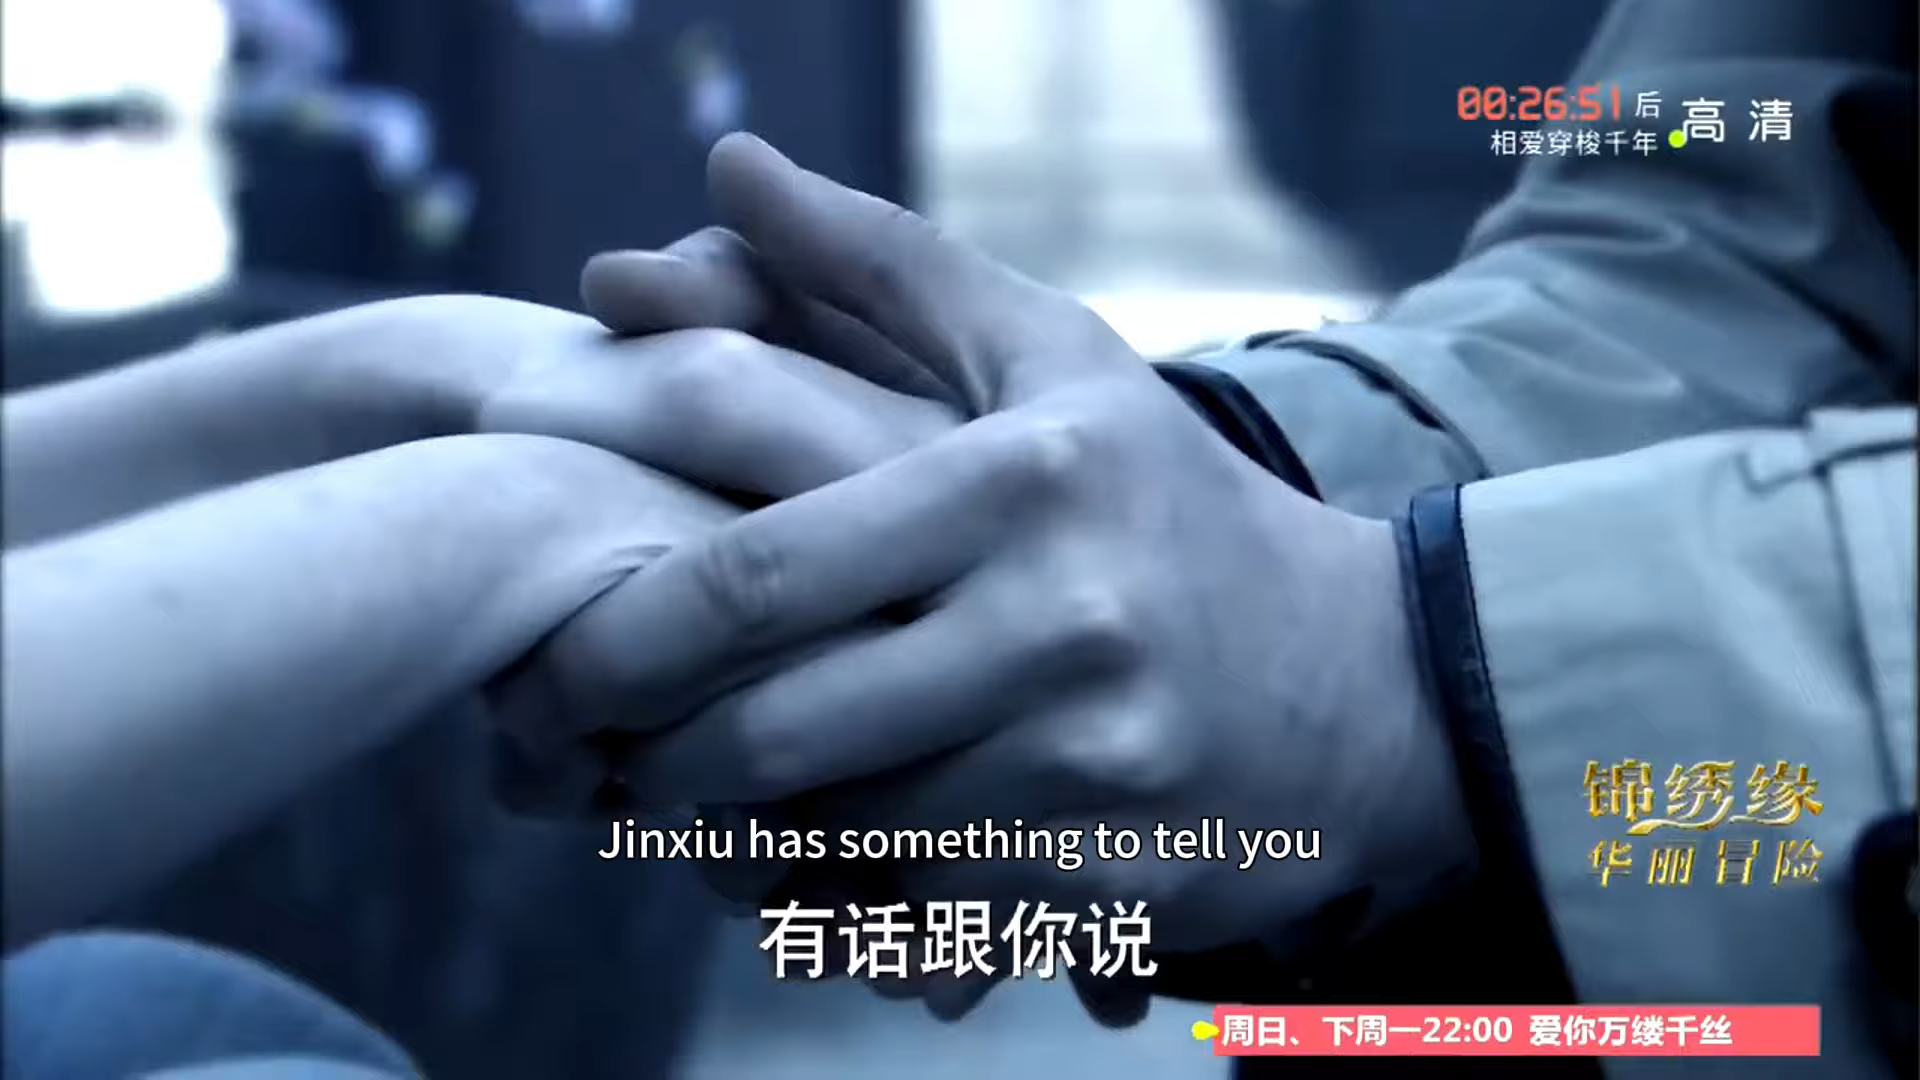 00:26:51后
相爱穿梭千年
高清
锦绣缘
华丽冒险
Jinxiu has something to tell you
有话跟你说
周日、下周一22:00 爱你万缕千丝